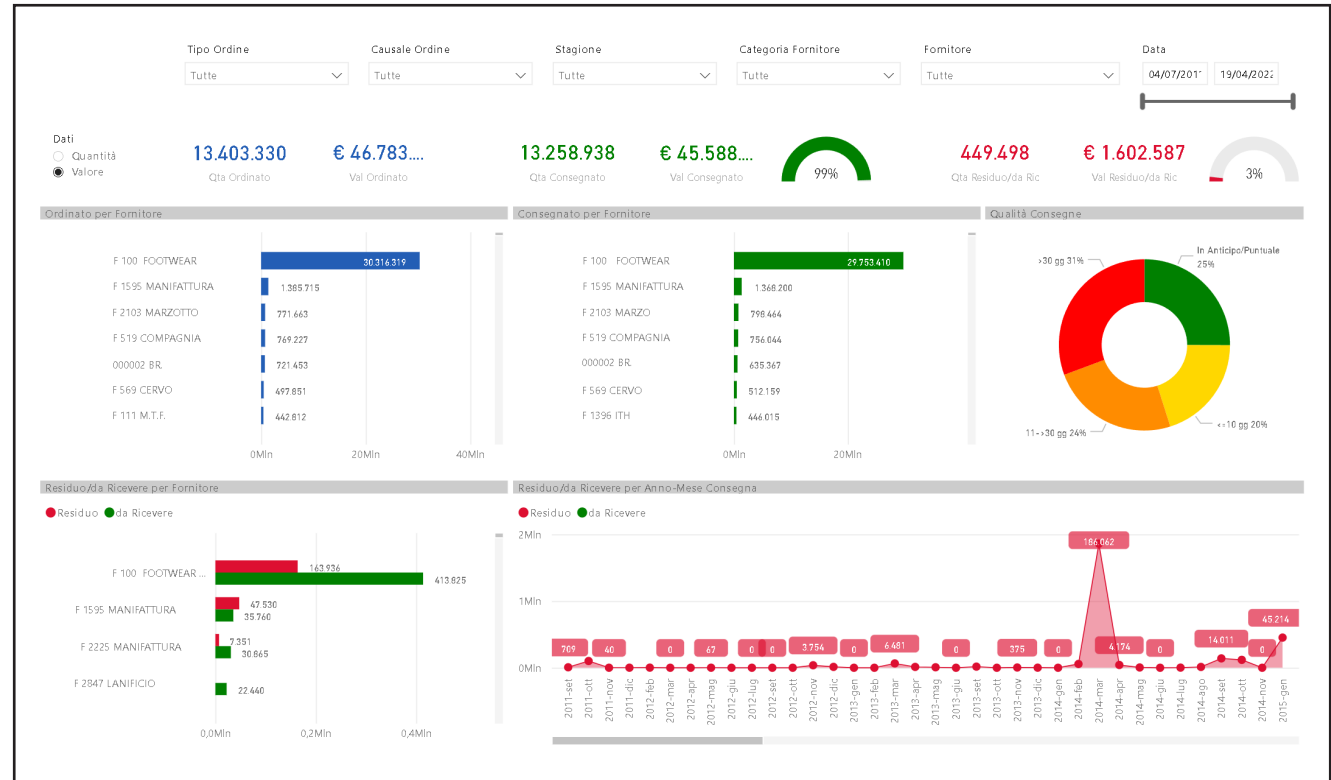 Tipo Ordine Causale Ordine Stagione Categoria Fornitore Fornitore Data
Tutte Tutte Tutte Tutte Tutte 04/07/201 19/04/2022
Dati
Quantità
Valore
13.403.330 € 46.783.... 13.258.938 € 45.588.... 99% 449.498 € 1.602.587 3%
Qta Ordinato Val Ordinato Qta Consegnato Val Consegnato Qta Residuo/da Ric Val Residuo/da Ric
Ordinato per Fornitore
F 100 FOOTWEAR 30.316.319
F 1595 MANIFATTURA 1.385.715
F 2103 MARZOTTO 771.663
F 519 COMPAGNIA 769.227
000002 BR. 721.453
F 569 CERVO 497.851
F 111 M.T.F. 442.812
0Mln 20Mln 40Mln
Consegnato per Fornitore
F 100 FOOTWEAR 29.753.410
F 1595 MANIFATTURA 1.368.200
F 2103 MARZO 798.464
F 519 COMPAGNIA 756.044
000002 BR. 635.367
F 569 CERVO 512.159
F 1396 ITH 446.015
0Mln 20Mln
Qualità Consegne
In Anticipo/Puntuale
25%
>30 gg 31%
<=10 gg 20%
11->30 gg 24%
Residuo/da Ricevere per Fornitore
Residuo da Ricevere
F 100 FOOTWEAR ... 163.936
413.825
F 1595 MANIFATTURA 47.530
35.760
F 2225 MANIFATTURA 7.351
30.865
F 2847 LANIFICIO 22.440
0,0Mln 0,2Mln 0,4Mln
Residuo/da Ricevere per Anno-Mese Consegna
Residuo da Ricevere
2Mln
1Mln
0Mln
186.062
45.214
709 40 0 67 0 0 3.754 0 6.481 0 375 0 4.174 0 14.011 0
2011-set 2011-ott 2011-nov 2011-dic 2012-feb 2012-mar 2012-mag 2012-giu 2012-lug 2012-set 2012-ott 2012-nov 2012-dic 2013-gen 2013-feb 2013-mar 2013-apr 2013-mag 2013-giu 2013-set 2013-ott 2013-nov 2013-dic 2014-gen 2014-feb 2014-mar 2014-apr 2014-mag 2014-giu 2014-lug 2014-ago 2014-set 2014-ott 2014-nov 2015-gen